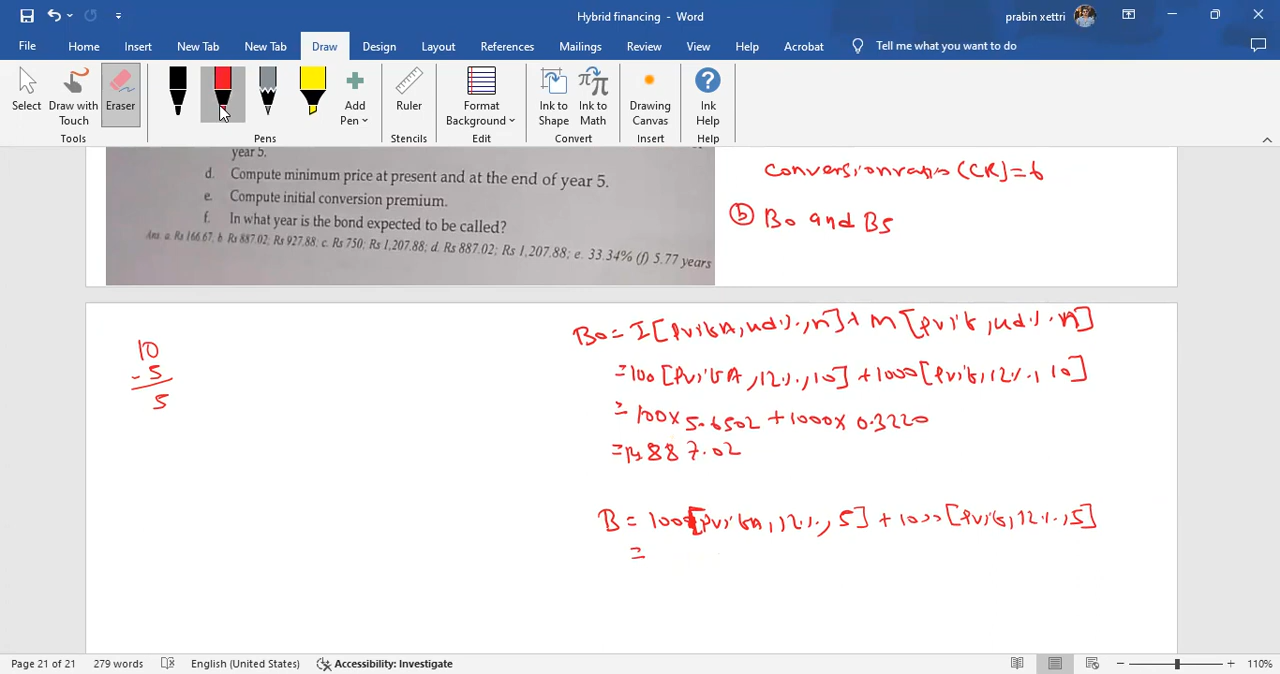 Hybrid financing - Word
prabin xettri
File Home Insert New Tab New Tab Draw Design Layout References Mailings Review View Help Acrobat Tell me what you want to do
Select Draw with Touch Eraser Add Pen Ruler Format Background Ink to Shape Ink to Math Drawing Canvas Ink Help
Tools Pens Stencils Edit Convert Insert Help
year 5.
d. Compute minimum price at present and at the end of year 5.
e. Compute initial conversion premium.
f. In what year is the bond expected to be called?
Ans. a. Rs 166.67, b Rs 887.02; Rs 927.88; c. Rs 750; Rs 1,207.88; d. Rs 887.02; Rs 1,207.88; e. 33.34% (f) 5.77 years
conversion ratio (CR) = 6
b Bo and B5
10
- 5
5
Bo = I [PVIFA, kd%, n] + M [PVIF, kd%, n]
= 100 [PVIFA, 12%, 10] + 1000 [PVIF, 12%, 10]
= 100 x 5.6502 + 1000 x 0.3220
= Rs 887.02
B = 100 [PVIFA, 12%, 5] + 1000 [PVIF, 12%, 5]
=
Page 21 of 21 279 words English (United States) Accessibility: Investigate 110%